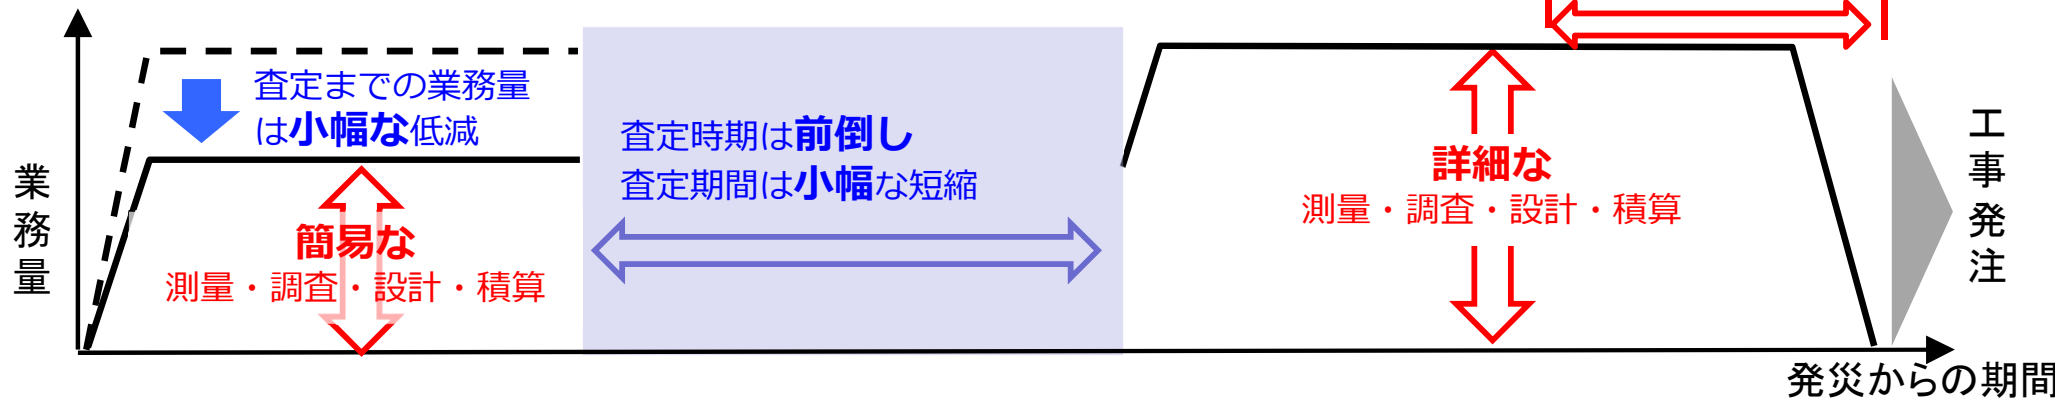 業務量
査定までの業務量
は小幅な低減
簡易な
測量・調査・設計・積算
査定時期は前倒し
査定期間は小幅な短縮
詳細な
測量・調査・設計・積算
工事発注
発災からの期間